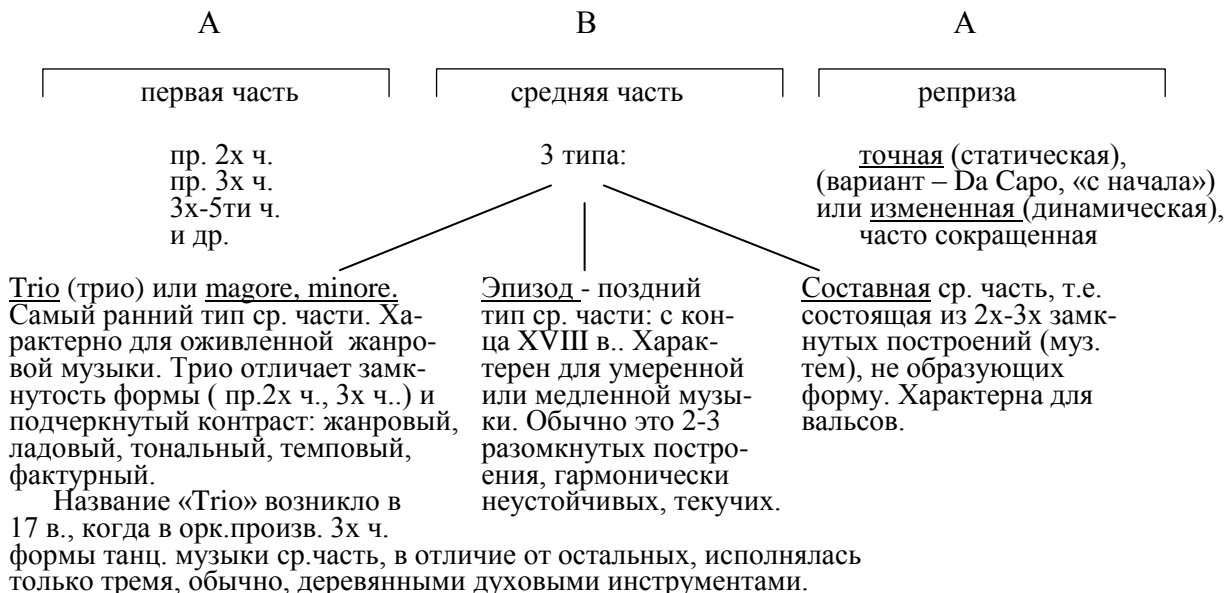 A B A
первая часть средняя часть реприза
пр. 2х ч. 3 типа: точная (статическая),
пр. 3х ч. (вариант – Da Capo, «с начала»)
3х-5ти ч. или измененная (динамическая),
и др. часто сокращенная
Trio (трио) или magore, minore.
Самый ранний тип ср. части. Ха-
рактерно для оживленной жанро-
вой музыки. Трио отличает замк-
нутость формы ( пр.2х ч., 3х ч..) и
подчеркнутый контраст: жанровый,
ладовый, тональный, темповый,
фактурный.
Название «Trio» возникло в
17 в., когда в орк.произв. 3х ч.
формы танц. музыки ср.часть, в отличие от остальных, исполнялась
только тремя, обычно, деревянными духовыми инструментами.
Эпизод - поздний
тип ср. части: с кон-
ца XVIII в.. Харак-
терен для умеренной
или медленной музы-
ки. Обычно это 2-3
разомкнутых постро-
ения, гармонически
неустойчивых, текучих.
Составная ср. часть, т.е.
состоящая из 2х-3х замк-
нутых построений (муз.
тем), не образующих
форму. Характерна для
вальсов.